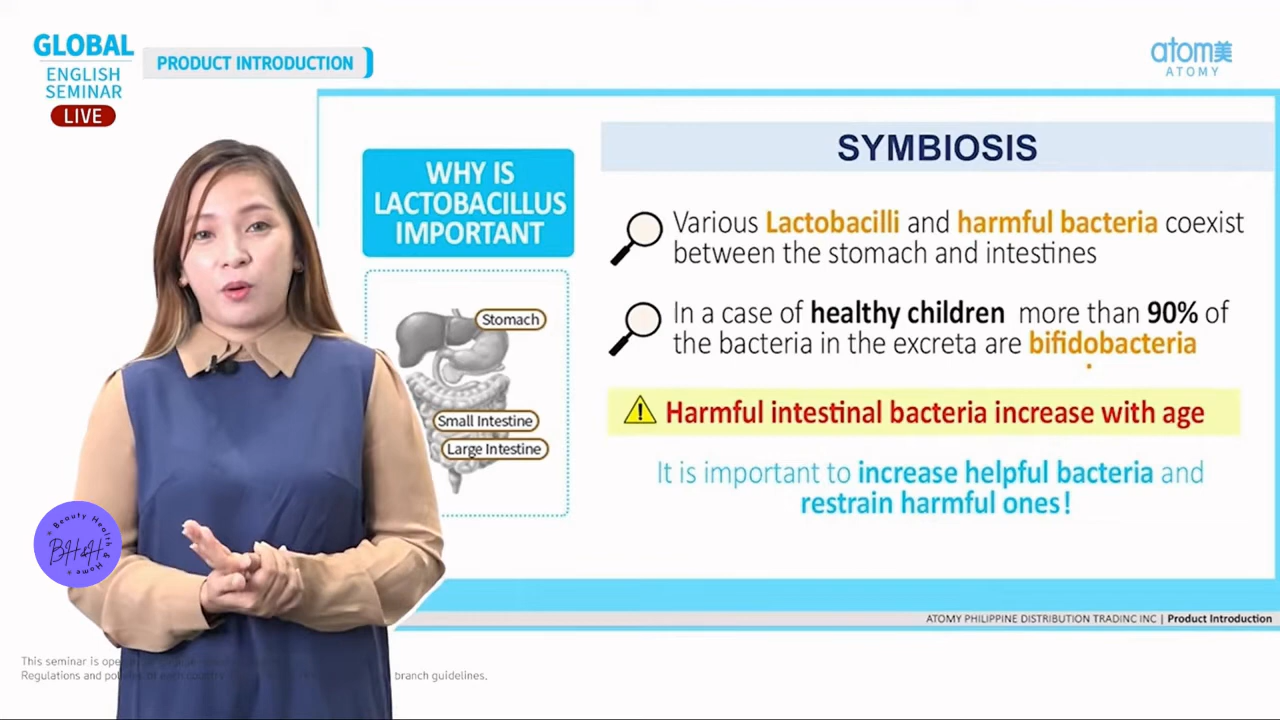 GLOBAL
ENGLISH
SEMINAR
LIVE
PRODUCT INTRODUCTION
atom美
ATOMY
SYMBIOSIS
WHY IS
LACTOBACILLUS
IMPORTANT
Stomach
Small Intestine
Large Intestine
Various Lactobacilli and harmful bacteria coexist
between the stomach and intestines
In a case of healthy children more than 90% of
the bacteria in the excreta are bifidobacteria
Harmful intestinal bacteria increase with age
It is important to increase helpful bacteria and
restrain harmful ones!
Beauty Health & Home
BH&H
ATOMY PHILIPPINE DISTRIBUTION TRADINC INC | Product Introduction
This seminar is
Regulations and branch guidelines.